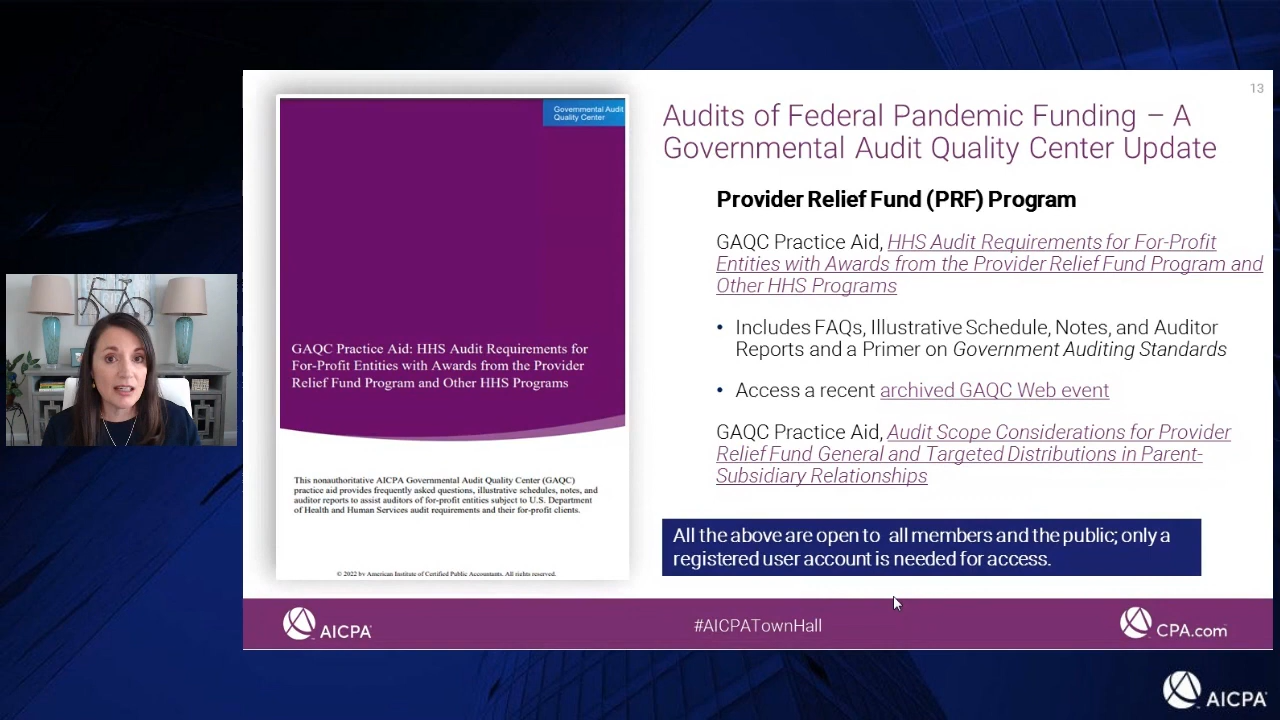 13
Governmental Audit
Quality Center
GAQC Practice Aid: HHS Audit Requirements for
For-Profit Entities with Awards from the Provider
Relief Fund Program and Other HHS Programs
This nonauthoritative AICPA Governmental Audit Quality Center (GAQC)
practice aid provides frequently asked questions, illustrative schedules, notes, and
auditor reports to assist auditors of for-profit entities subject to U.S. Department
of Health and Human Services audit requirements and their for-profit clients.
© 2022 by American Institute of Certified Public Accountants. All rights reserved.
Audits of Federal Pandemic Funding – A
Governmental Audit Quality Center Update
Provider Relief Fund (PRF) Program
GAQC Practice Aid, HHS Audit Requirements for For-Profit
Entities with Awards from the Provider Relief Fund Program and
Other HHS Programs
• Includes FAQs, Illustrative Schedule, Notes, and Auditor
Reports and a Primer on Government Auditing Standards
• Access a recent archived GAQC Web event
GAQC Practice Aid, Audit Scope Considerations for Provider
Relief Fund General and Targeted Distributions in Parent-
Subsidiary Relationships
All the above are open to all members and the public; only a
registered user account is needed for access.
AICPA
#AICPATownHall
CPA.com
AICPA